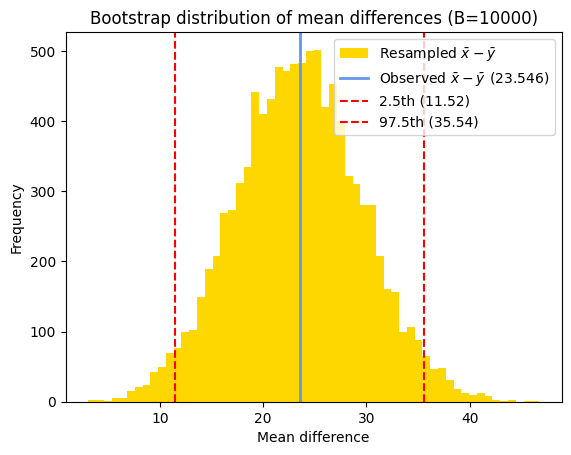 Bootstrap distribution of mean differences (B=10000)
Resampled x̄ − ȳ
Observed x̄ − ȳ (23.546)
2.5th (11.52)
97.5th (35.54)
Frequency
500
400
300
200
100
0
10 20 30 40
Mean difference